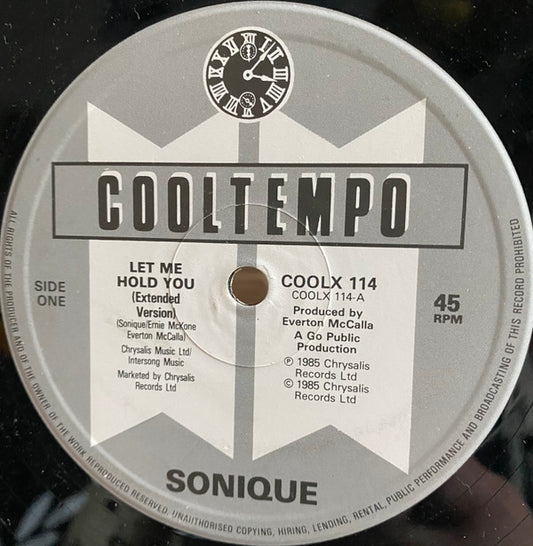 COOLTEMPO
SIDE
ONE
LET ME
HOLD YOU
(Extended
Version)
(Sonique/Ernie McKone
Everton McCalla)
Chrysalis Music Ltd/
Intersong Music
Marketed by Chrysalis
Records Ltd
COOLX 114
COOLX 114-A
Produced by
Everton McCalla
A Go Public
Production
℗ 1985 Chrysalis
Records Ltd
© 1985 Chrysalis
Records Ltd
45
RPM
SONIQUE
ALL RIGHTS OF THE PRODUCER AND OF THE OWNER OF THE WORK REPRODUCED RESERVED. UNAUTHORISED COPYING, HIRING, LENDING, RENTAL, PUBLIC PERFORMANCE AND BROADCASTING OF THIS RECORD PROHIBITED